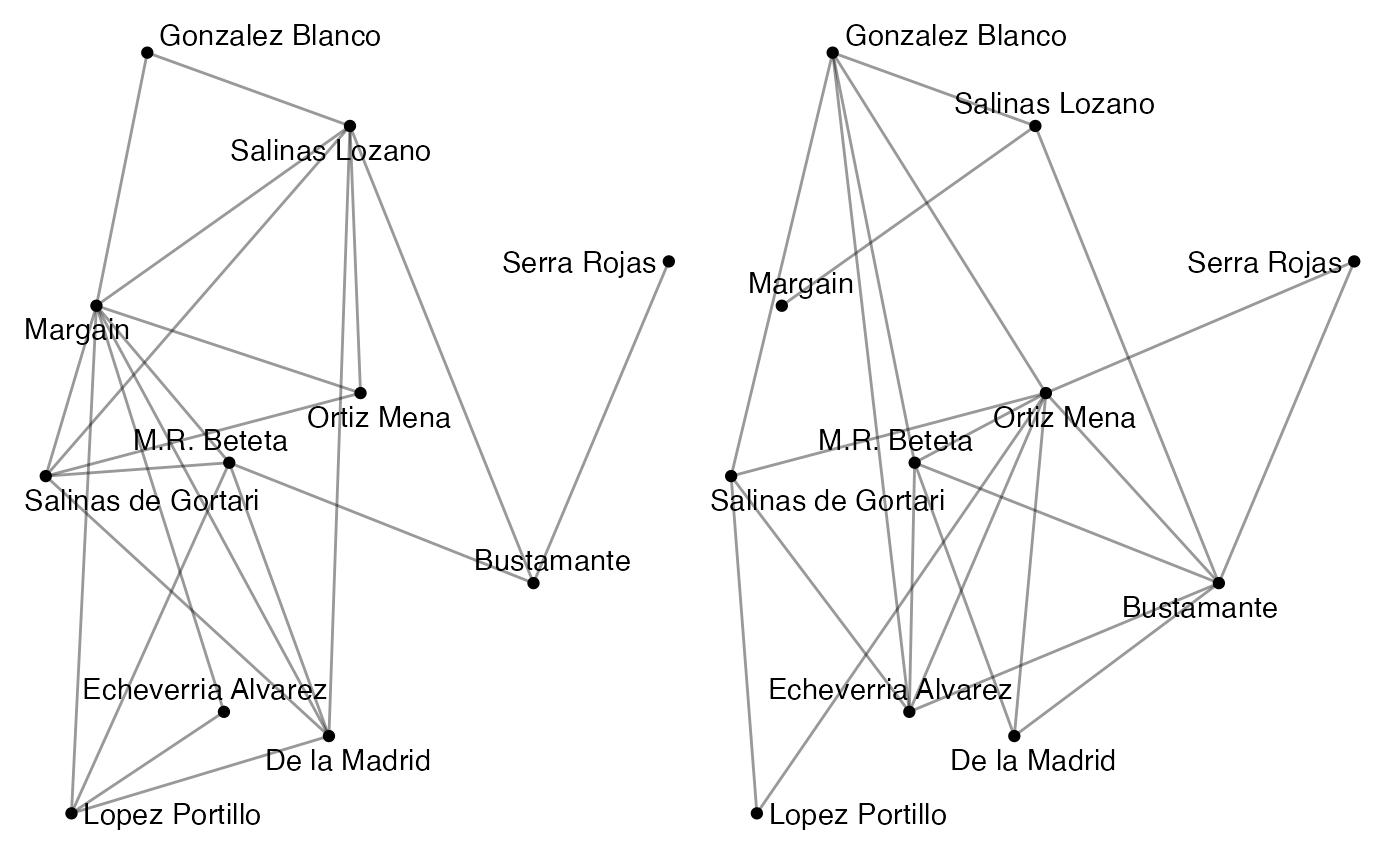 Gonzalez Blanco
Salinas Lozano
Serra Rojas
Margain
Ortiz Mena
M.R. Beteta
Salinas de Gortari
Bustamante
Echeverria Alvarez
De la Madrid
Lopez Portillo
Gonzalez Blanco
Salinas Lozano
Serra Rojas
Margain
Ortiz Mena
M.R. Beteta
Salinas de Gortari
Bustamante
Echeverria Alvarez
De la Madrid
Lopez Portillo